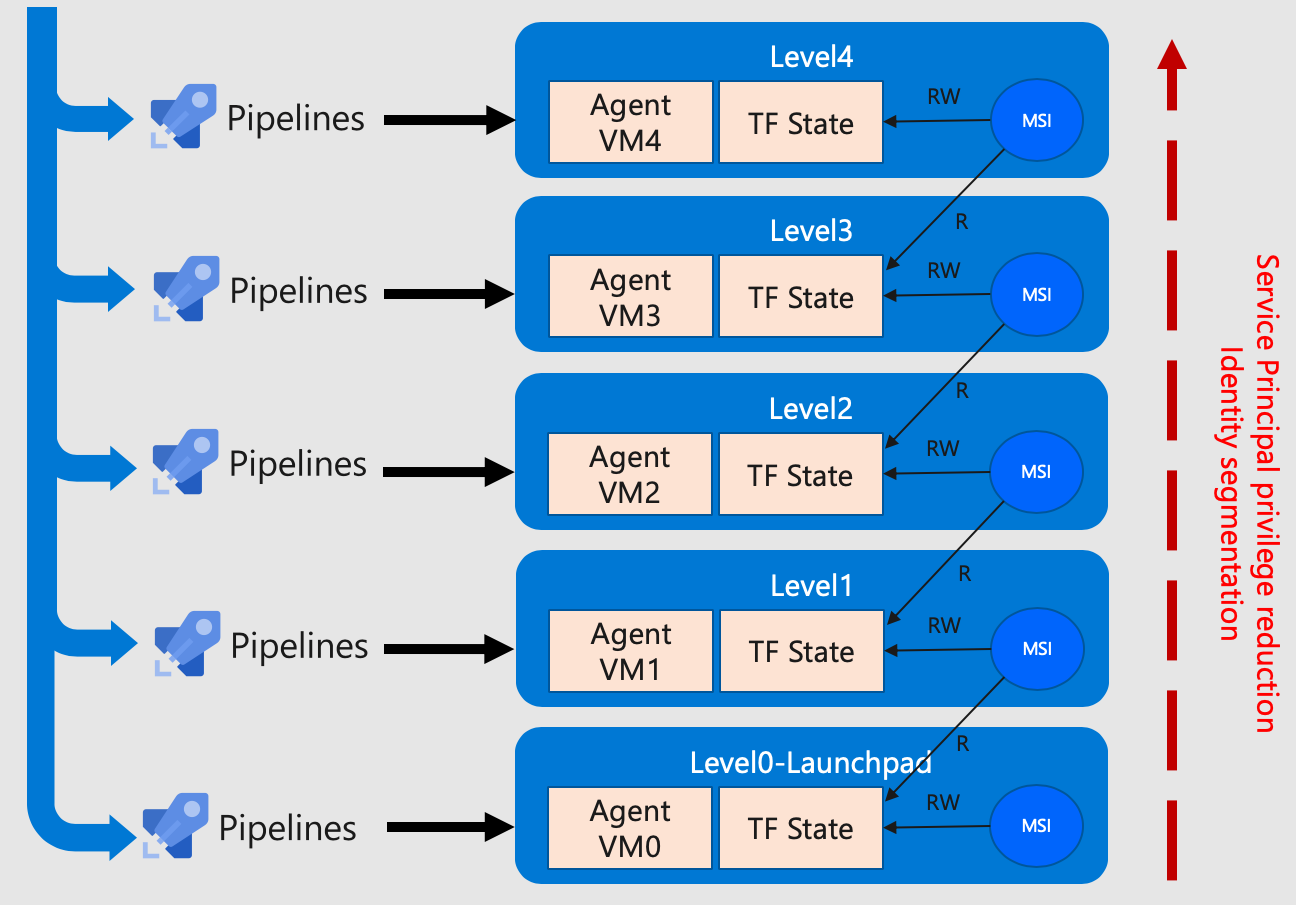 Level4
Pipelines
Agent
VM4
TF State
RW
MSI
R
Level3
Pipelines
Agent
VM3
TF State
RW
MSI
R
Level2
Pipelines
Agent
VM2
TF State
RW
MSI
R
Level1
Pipelines
Agent
VM1
TF State
RW
MSI
R
Level0-Launchpad
Pipelines
Agent
VM0
TF State
RW
MSI
Service Principal privilege reduction
Identity segmentation